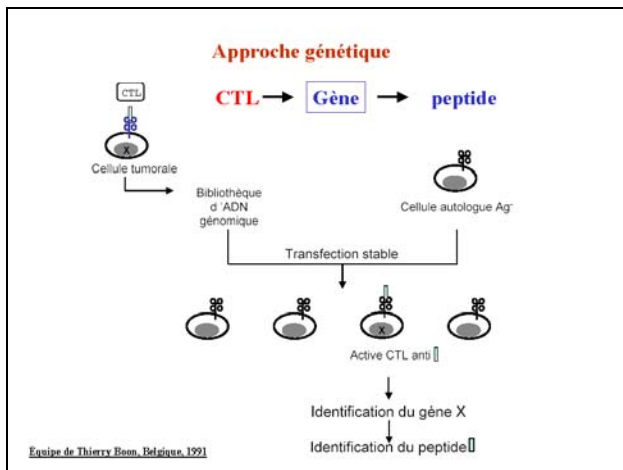 Approche génétique
CTL
CTL Gène peptide
X
Cellule tumorale
Bibliothèque
d 'ADN
génomique
Cellule autologue Ag-
Transfection stable
X
Active CTL anti
Identification du gène X
Identification du peptide
Équipe de Thierry Boon, Belgique, 1991